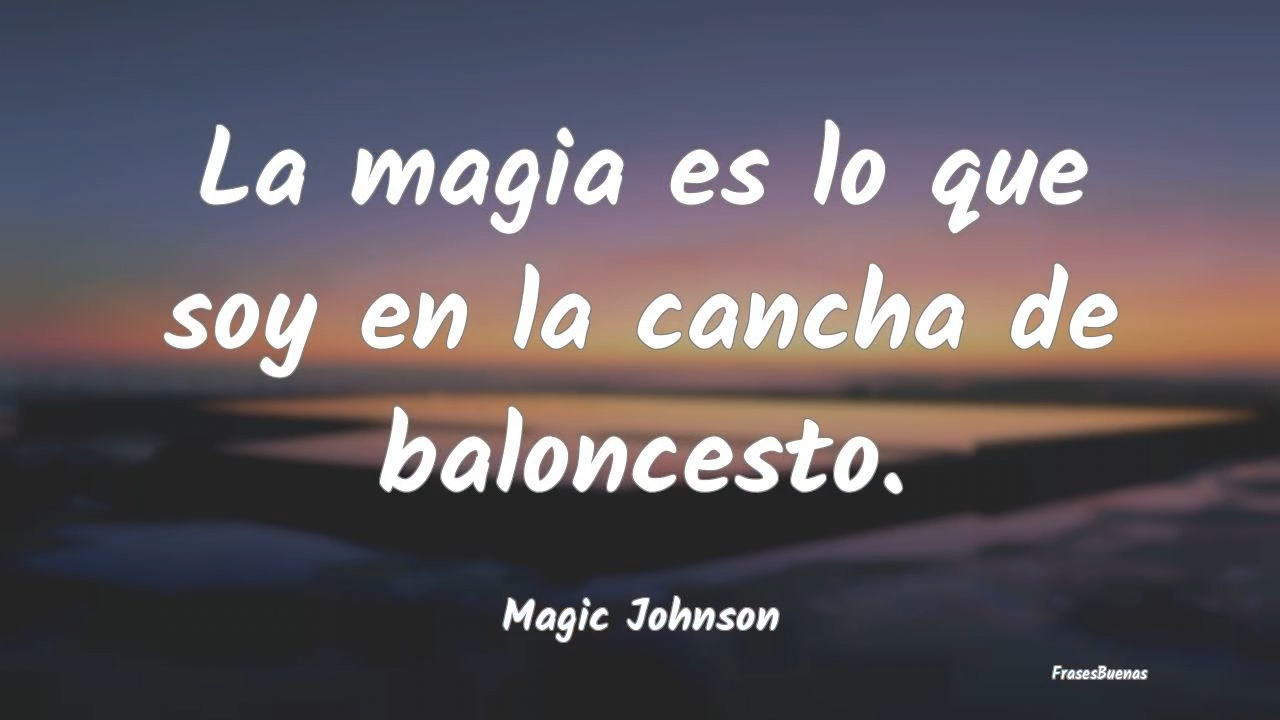 La magia es lo que
soy en la cancha de
baloncesto.
Magic Johnson
FrasesBuenas